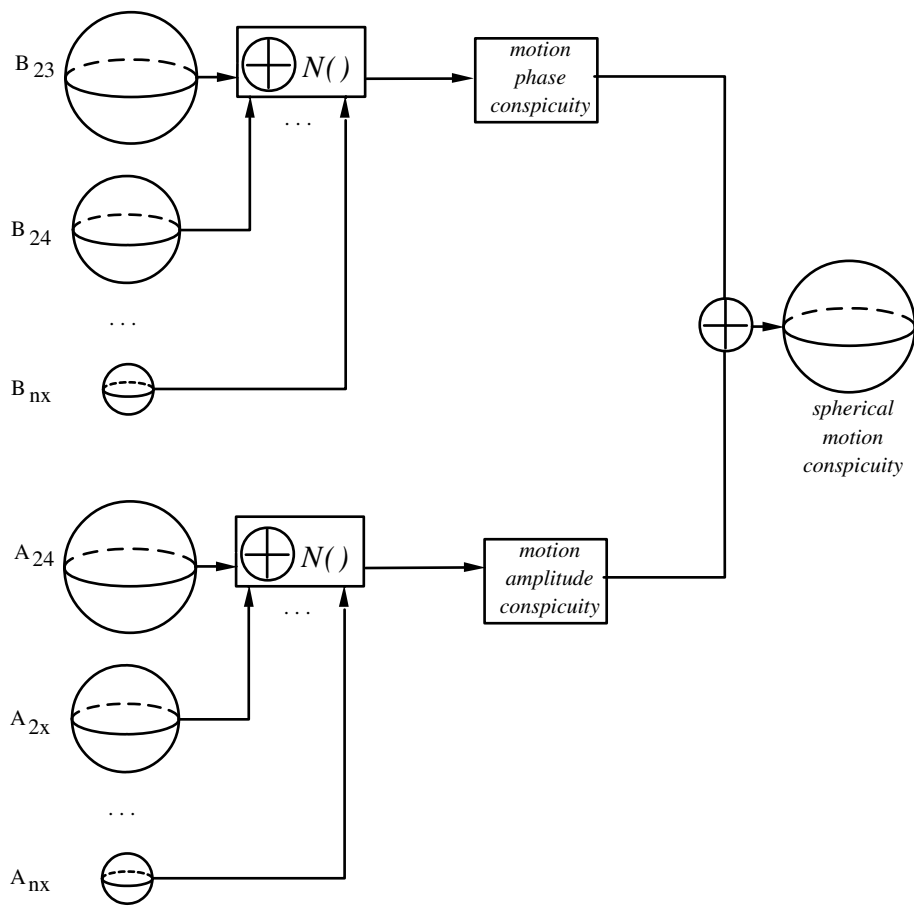 B 23
N()
motion
phase
conspicuity
. . .
B 24
. . .
B nx
spherical
motion
conspicuity
A 24
N()
motion
amplitude
conspicuity
. . .
A 2x
. . .
A nx